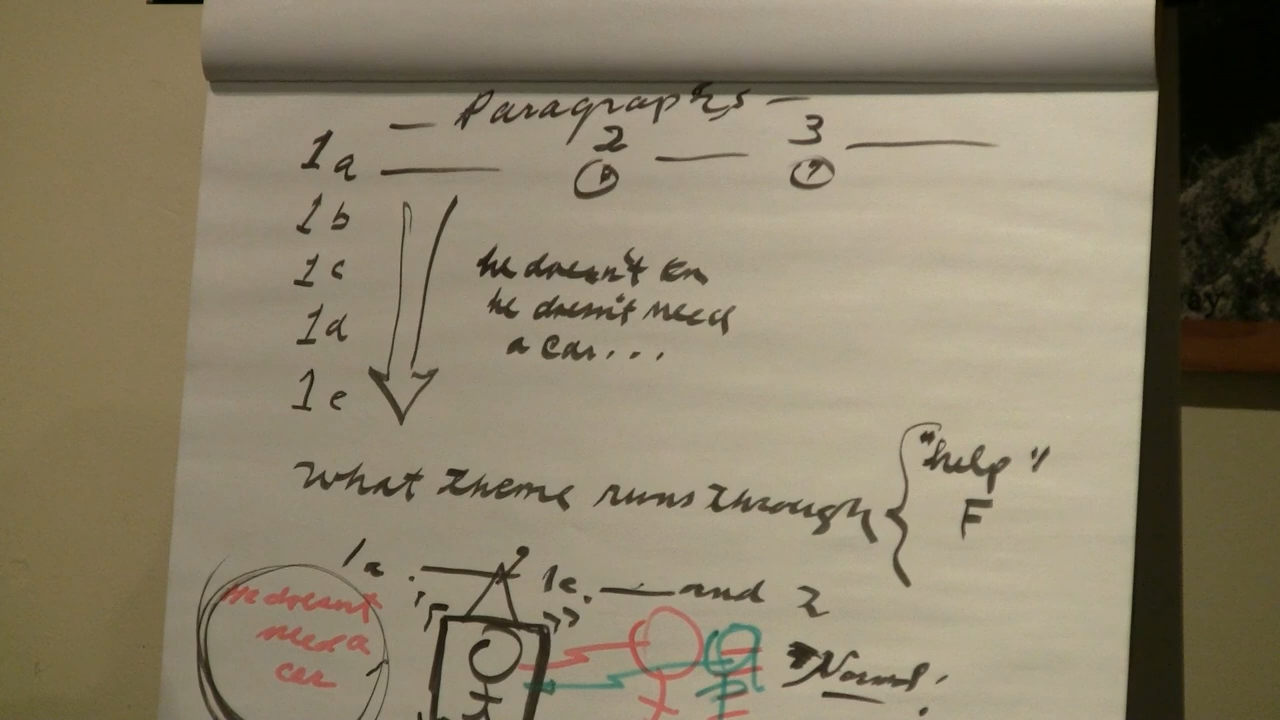 — Paragraphs —
1a 2 3
1b
1c
1d
1e
he doesn't
he doesn't need
a car...
What theme runs through { "help"
F
1a. 1e. — and 2
he doesn't
need a
car
Normal